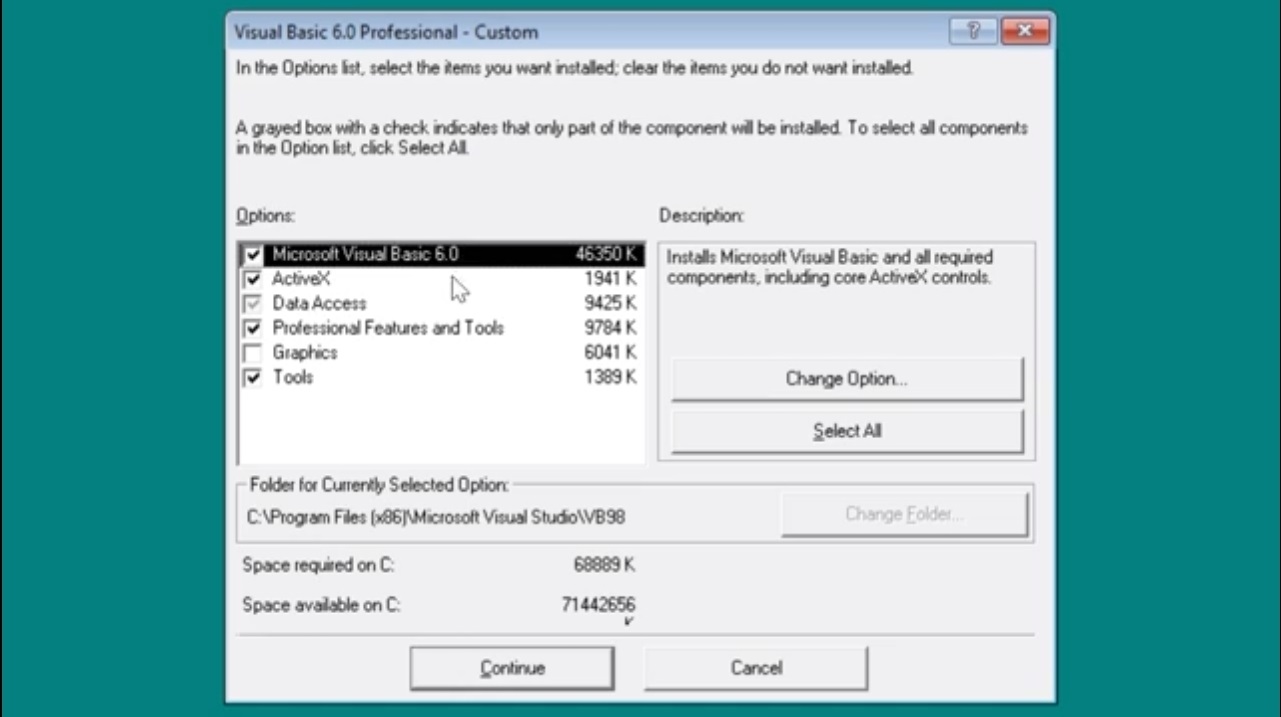 Visual Basic 6.0 Professional - Custom
In the Options list, select the items you want installed; clear the items you do not want installed.
A grayed box with a check indicates that only part of the component will be installed. To select all components
in the Option list, click Select All.
Options:
Description:
Microsoft Visual Basic 6.0 46350 K
ActiveX 1941 K
Data Access 9425 K
Professional Features and Tools 9784 K
Graphics 6041 K
Tools 1389 K
Installs Microsoft Visual Basic and all required
components, including core ActiveX controls.
Change Option...
Select All
Folder for Currently Selected Option:
C:\Program Files (x86)\Microsoft Visual Studio\VB98
Change Folder...
Space required on C: 68889 K
Space available on C: 71442656
K
Continue
Cancel